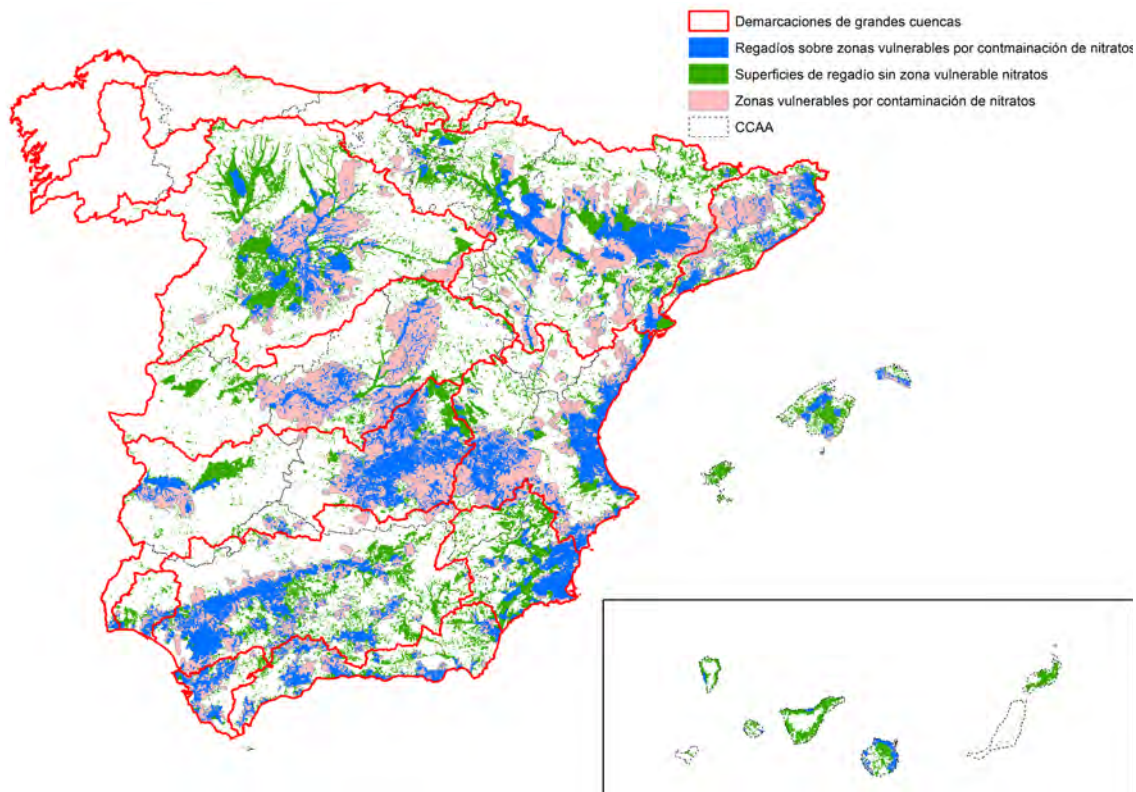 Demarcaciones de grandes cuencas
Regadíos sobre zonas vulnerables por contmainación de nitratos
Superficies de regadío sin zona vulnerable nitratos
Zonas vulnerables por contaminación de nitratos
CCAA